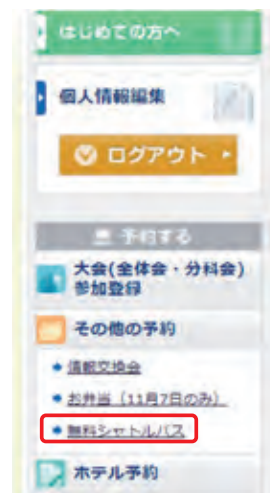 はじめての方へ
個人情報編集
ログアウト
予約する
大会(全体会・分科会)
参加登録
その他の予約
情報交換会
お弁当（11月7日のみ）
無料シャトルバス
ホテル予約